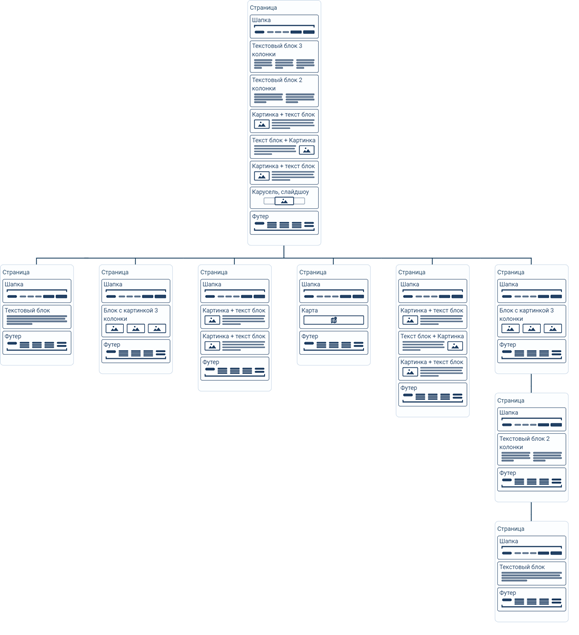 Страница
Шапка
Текстовый блок 3
колонки
Текстовый блок 2
колонки
Картинка + текст блок
Текст блок + Картинка
Картинка + текст блок
Карусель, слайдшоу
Футер
Страница
Шапка
Текстовый блок
Футер
Страница
Шапка
Блок с картинкой 3
колонки
Футер
Страница
Шапка
Картинка + текст блок
Картинка + текст блок
Футер
Страница
Шапка
Карта
Футер
Страница
Шапка
Картинка + текст блок
Текст блок + Картинка
Картинка + текст блок
Футер
Страница
Шапка
Блок с картинкой 3
колонки
Футер
Страница
Шапка
Текстовый блок 2
колонки
Футер
Страница
Шапка
Текстовый блок
Футер